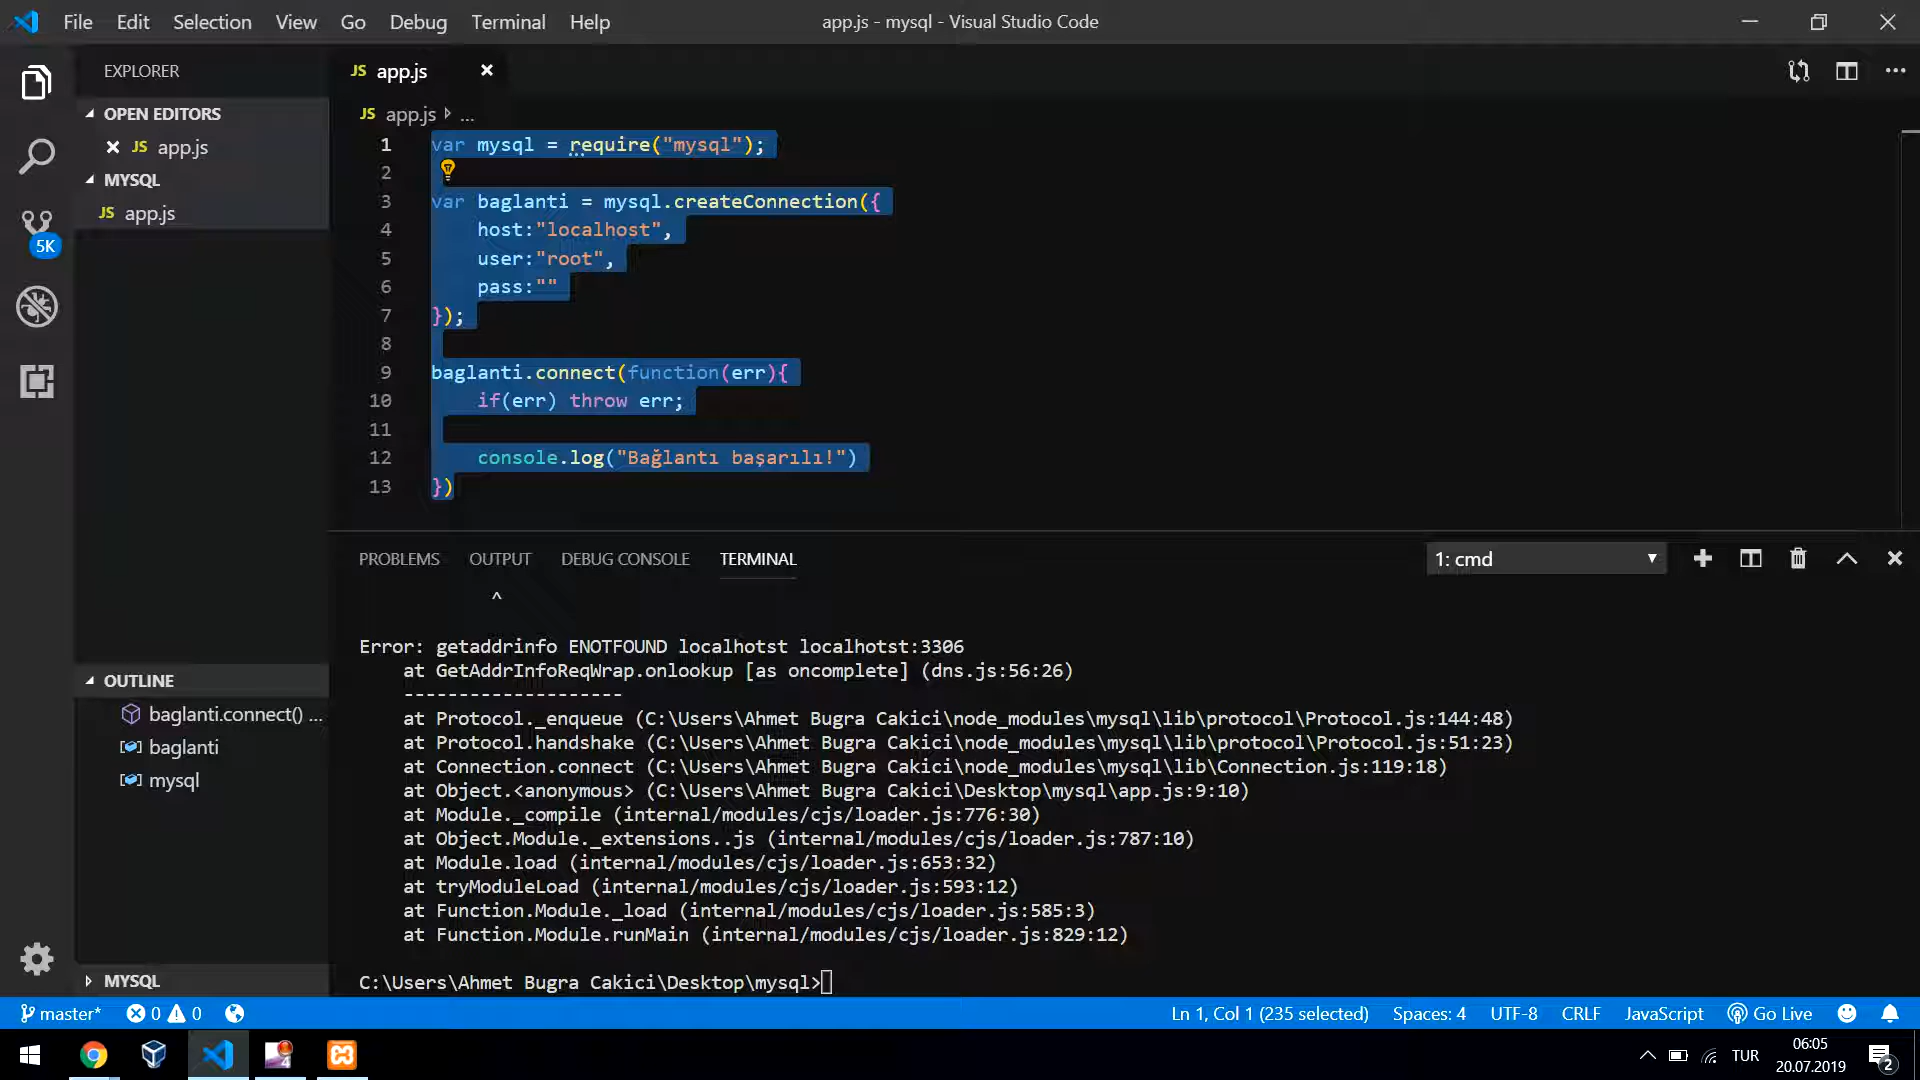 File Edit Selection View Go Debug Terminal Help
app.js - mysql - Visual Studio Code
EXPLORER
OPEN EDITORS
JS app.js
MYSQL
JS app.js
5K
OUTLINE
baglanti.connect() ...
baglanti
mysql
MYSQL
JS app.js
JS app.js ...
1 var mysql = require("mysql");
2
3 var baglanti = mysql.createConnection({
4 host:"localhost",
5 user:"root",
6 pass:""
7 });
8
9 baglanti.connect(function(err){
10 if(err) throw err;
11
12 console.log("Bağlantı başarılı!")
13 })
PROBLEMS OUTPUT DEBUG CONSOLE TERMINAL
1: cmd
^
Error: getaddrinfo ENOTFOUND localhotst localhotst:3306
at GetAddrInfoReqWrap.onlookup [as oncomplete] (dns.js:56:26)
--------------------
at Protocol._enqueue (C:\Users\Ahmet Bugra Cakici\node_modules\mysql\lib\protocol\Protocol.js:144:48)
at Protocol.handshake (C:\Users\Ahmet Bugra Cakici\node_modules\mysql\lib\protocol\Protocol.js:51:23)
at Connection.connect (C:\Users\Ahmet Bugra Cakici\node_modules\mysql\lib\Connection.js:119:18)
at Object.<anonymous> (C:\Users\Ahmet Bugra Cakici\Desktop\mysql\app.js:9:10)
at Module._compile (internal/modules/cjs/loader.js:776:30)
at Object.Module._extensions..js (internal/modules/cjs/loader.js:787:10)
at Module.load (internal/modules/cjs/loader.js:653:32)
at tryModuleLoad (internal/modules/cjs/loader.js:593:12)
at Function.Module._load (internal/modules/cjs/loader.js:585:3)
at Function.Module.runMain (internal/modules/cjs/loader.js:829:12)
C:\Users\Ahmet Bugra Cakici\Desktop\mysql>
master* 0 0 Ln 1, Col 1 (235 selected) Spaces: 4 UTF-8 CRLF JavaScript Go Live
4
TUR
06:05
20.07.2019
2